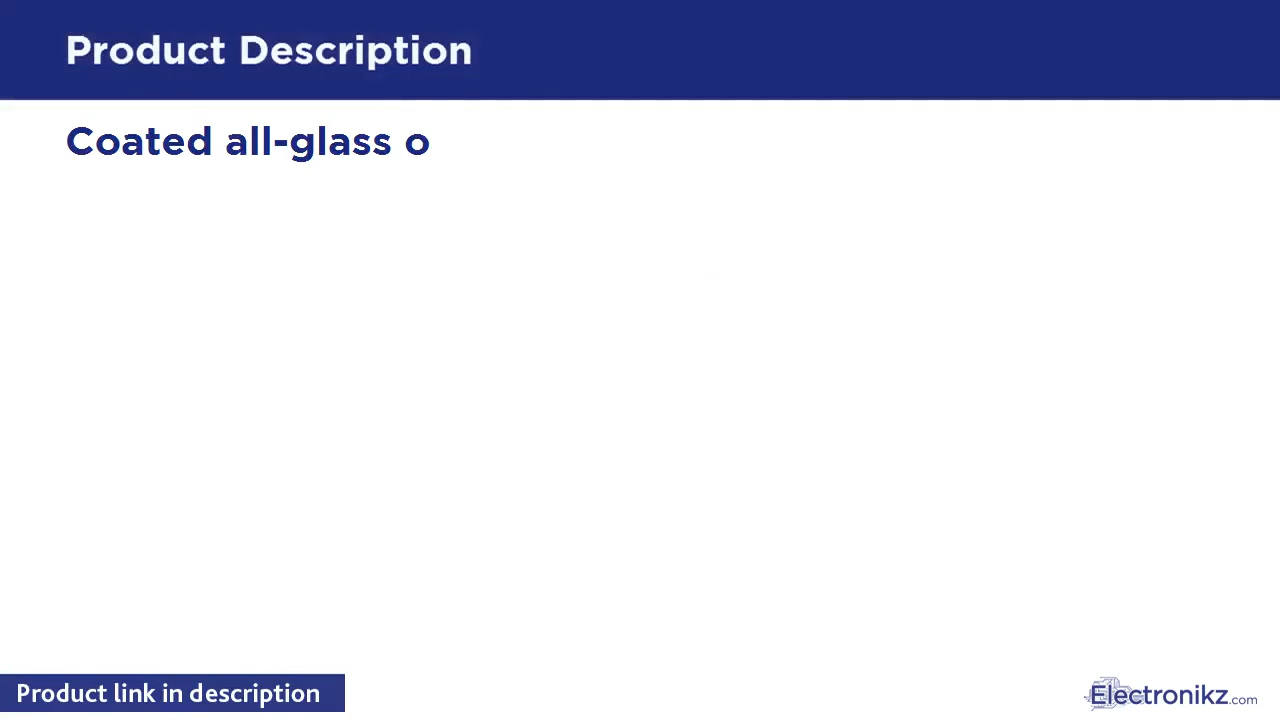 Product Description
Coated all-glass o
Product link in description
Electronikz.com